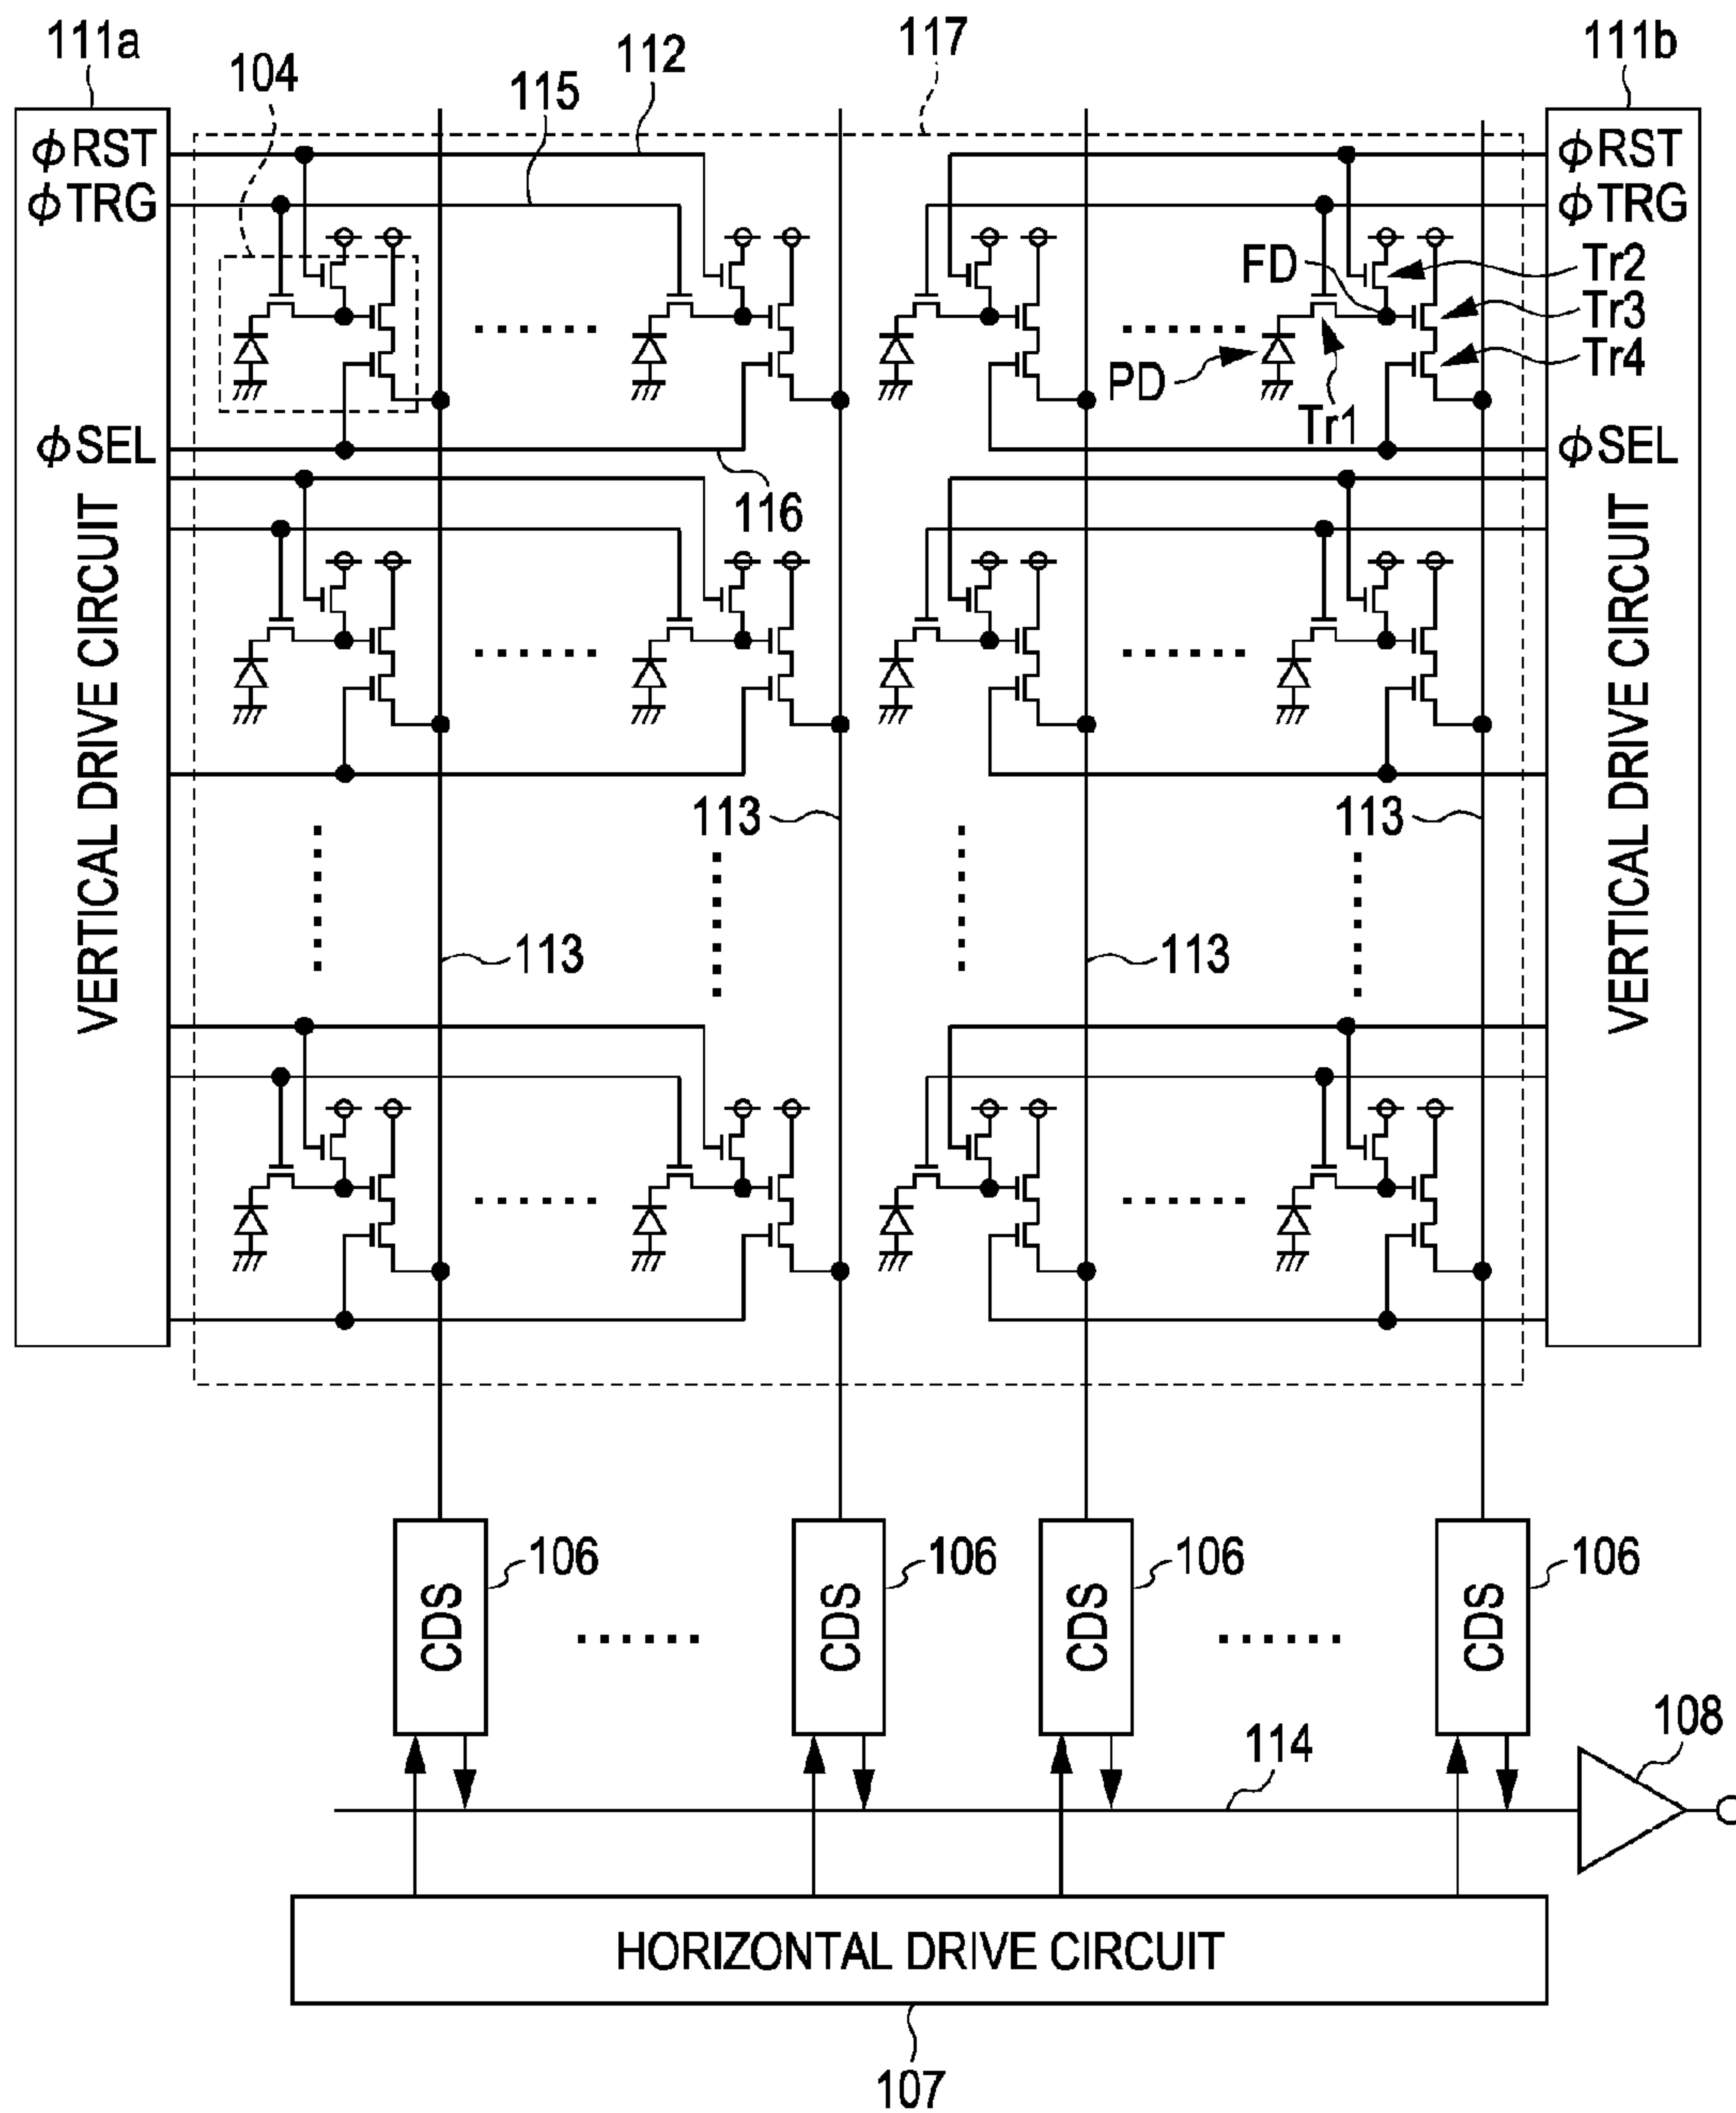 111a
104
115
112
117
111b
ϕRST
ϕTRG
ϕSEL
VERTICAL DRIVE CIRCUIT
ϕRST
ϕTRG
ϕSEL
VERTICAL DRIVE CIRCUIT
FD
PD
Tr1
Tr2
Tr3
Tr4
116
113
113
113
113
CDS
106
CDS
106
CDS
106
CDS
106
114
108
HORIZONTAL DRIVE CIRCUIT
107